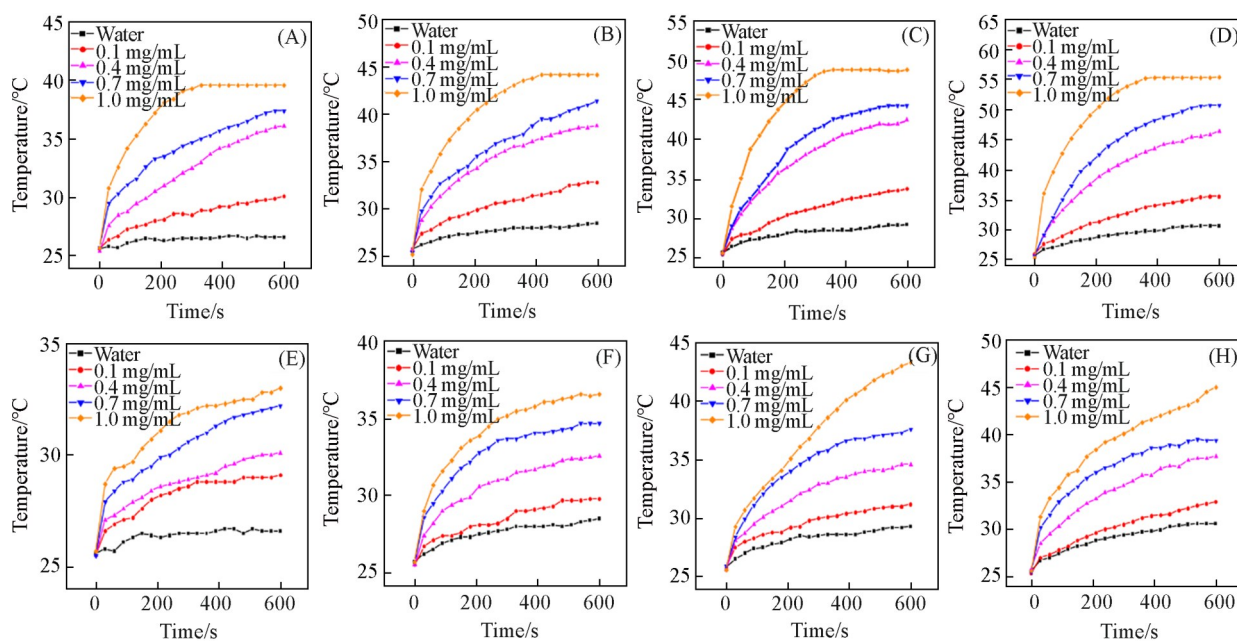 45
Water
(A)
0.1 mg/mL
0.4 mg/mL
0.7 mg/mL
1.0 mg/mL
40
35
30
25
Temperature/°C
0 200 400 600
Time/s
50
Water
(B)
0.1 mg/mL
0.4 mg/mL
0.7 mg/mL
1.0 mg/mL
45
40
35
30
25
Temperature/°C
0 200 400 600
Time/s
55
Water
(C)
0.1 mg/mL
0.4 mg/mL
0.7 mg/mL
1.0 mg/mL
50
45
40
35
30
25
Temperature/°C
0 200 400 600
Time/s
65
Water
(D)
0.1 mg/mL
0.4 mg/mL
0.7 mg/mL
1.0 mg/mL
60
55
50
45
40
35
30
25
Temperature/°C
0 200 400 600
Time/s
35
Water
(E)
0.1 mg/mL
0.4 mg/mL
0.7 mg/mL
1.0 mg/mL
30
25
Temperature/°C
0 200 400 600
Time/s
40
Water
(F)
0.1 mg/mL
0.4 mg/mL
0.7 mg/mL
1.0 mg/mL
35
30
25
Temperature/°C
0 200 400 600
Time/s
45
Water
(G)
0.1 mg/mL
0.4 mg/mL
0.7 mg/mL
1.0 mg/mL
40
35
30
25
Temperature/°C
0 200 400 600
Time/s
50
Water
(H)
0.1 mg/mL
0.4 mg/mL
0.7 mg/mL
1.0 mg/mL
45
40
35
30
25
Temperature/°C
0 200 400 600
Time/s